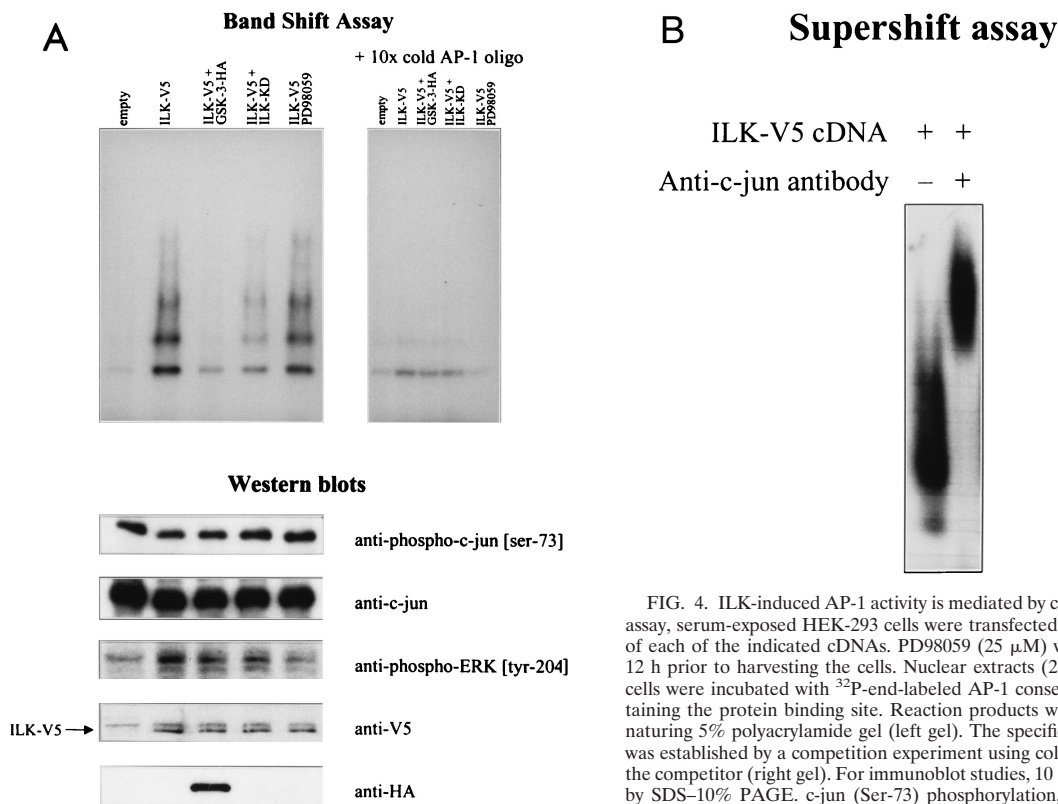 A
Band Shift Assay
+ 10x cold AP-1 oligo
empty
ILK-V5
ILK-V5 +
GSK-3-HA
ILK-V5 +
ILK-KD
ILK-V5
PD98059
empty
ILK-V5
ILK-V5 +
GSK-3-HA
ILK-V5 +
ILK-KD
ILK-V5
PD98059
Western blots
anti-phospho-c-jun [ser-73]
anti-c-jun
anti-phospho-ERK [tyr-204]
ILK-V5
anti-V5
anti-HA
B
Supershift assay
ILK-V5 cDNA + +
Anti-c-jun antibody – +
FIG. 4. ILK-induced AP-1 activity is mediated by c
assay, serum-exposed HEK-293 cells were transfected
of each of the indicated cDNAs. PD98059 (25 μM) w
12 h prior to harvesting the cells. Nuclear extracts (2
cells were incubated with ³²P-end-labeled AP-1 conse
taining the protein binding site. Reaction products w
naturing 5% polyacrylamide gel (left gel). The specific
was established by a competition experiment using col
the competitor (right gel). For immunoblot studies, 10
by SDS–10% PAGE. c-jun (Ser-73) phosphorylation,